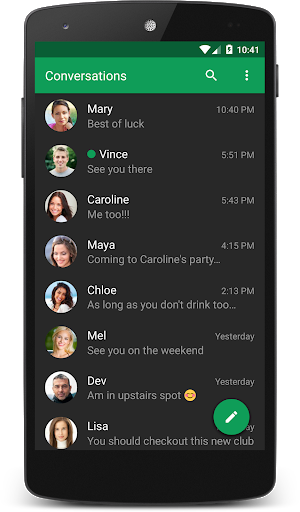 10:41
Conversations
Mary 10:40 PM
Best of luck
Vince 5:51 PM
See you there
Caroline 5:43 PM
Me too!!!
Maya 4:15 PM
Coming to Caroline's party…
Chloe 2:13 PM
As long as you don't drink too…
Mel Yesterday
See you on the weekend
Dev Yesterday
Am in upstairs spot 😊
Lisa
You should checkout this new club